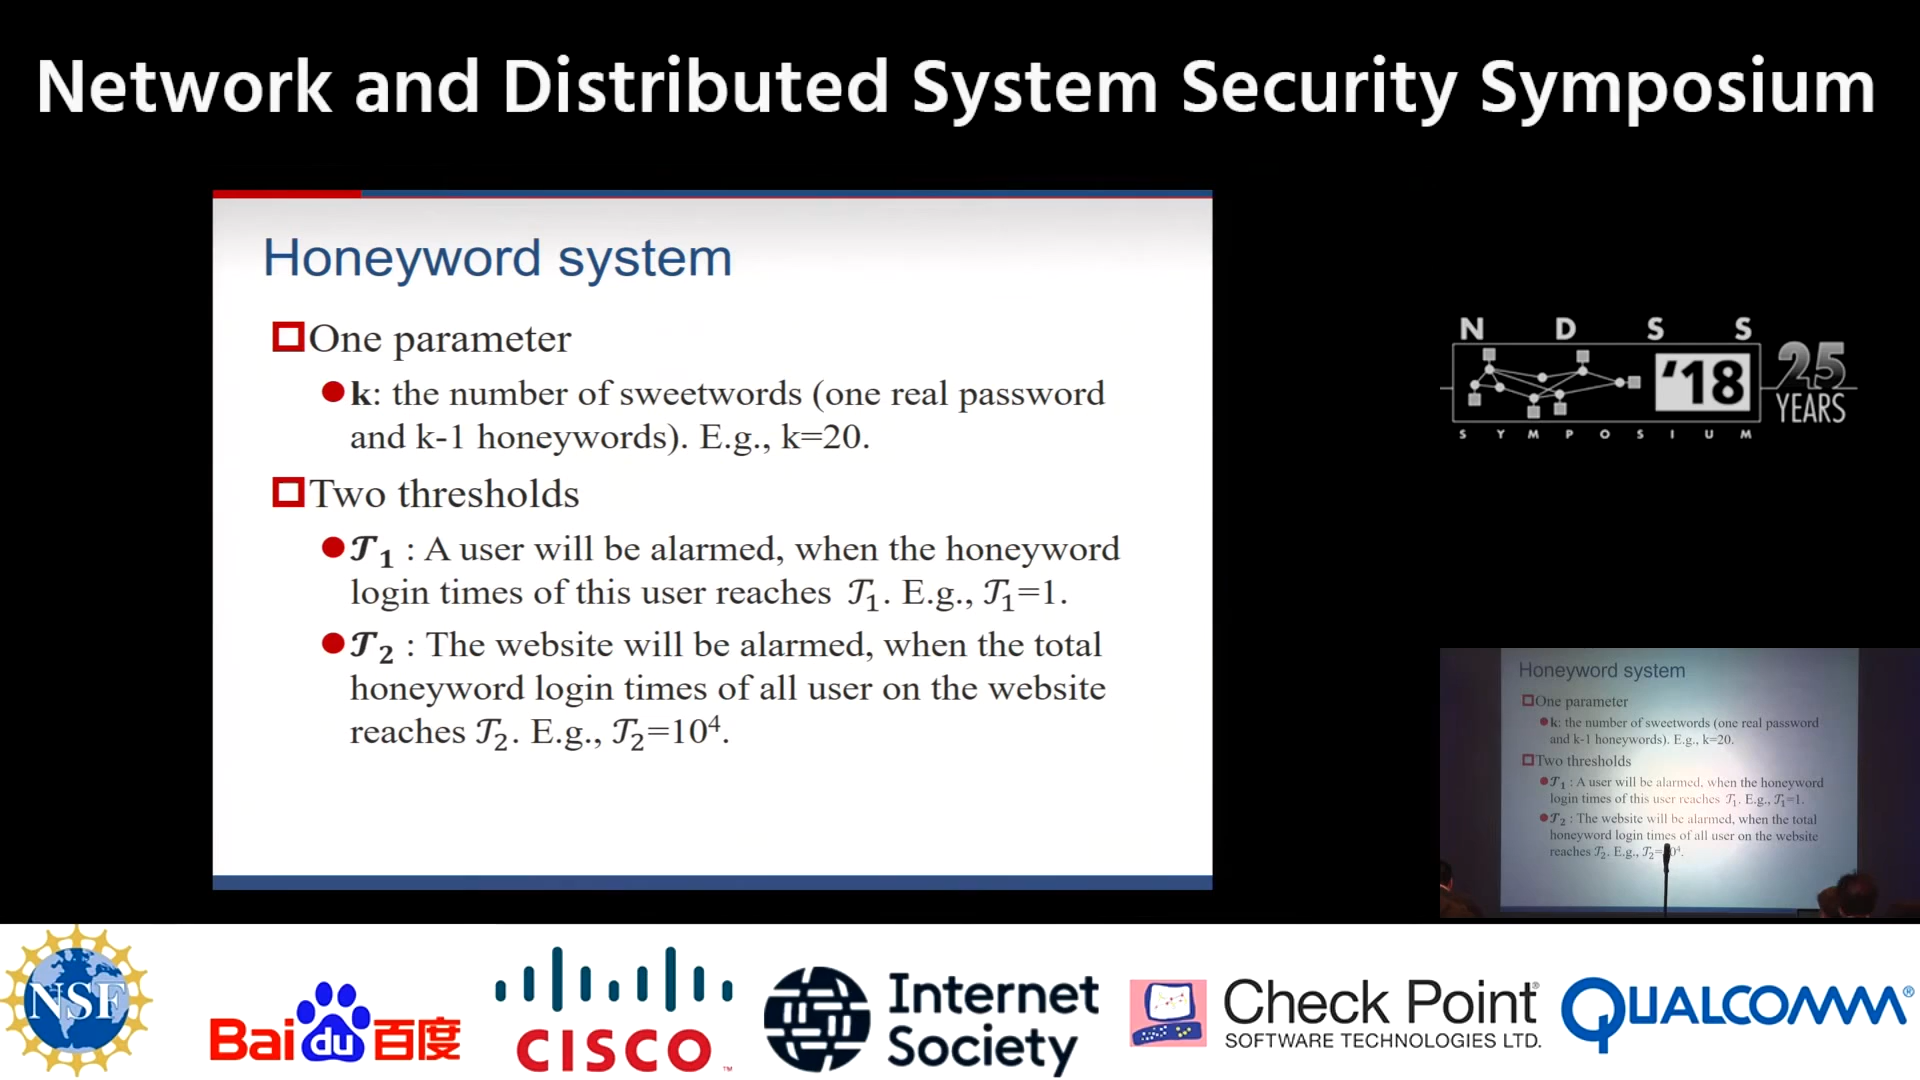 Network and Distributed System Security Symposium
Honeyword system
One parameter
k: the number of sweetwords (one real password
and k-1 honeywords). E.g., k=20.
Two thresholds
𝒯₁ : A user will be alarmed, when the honeyword
login times of this user reaches 𝒯₁. E.g., 𝒯₁=1.
𝒯₂ : The website will be alarmed, when the total
honeyword login times of all user on the website
reaches 𝒯₂. E.g., 𝒯₂=10⁴.
N D S S
'18
25
YEARS
S Y M P O S I U M
Honeyword system
One parameter
k: the number of sweetwords (one real password
and k-1 honeywords). E.g., k=20.
Two thresholds
𝒯₁ : A user will be alarmed, when the honeyword
login times of this user reaches 𝒯₁. E.g., 𝒯₁=1.
𝒯₂ : The website will be alarmed, when the total
honeyword login times of all user on the website
reaches 𝒯₂. E.g., 𝒯₂= 0⁴.
NSF
Bai du 百度
CISCO™
Internet
Society
Check Point®
SOFTWARE TECHNOLOGIES LTD.
QUALCOMM®